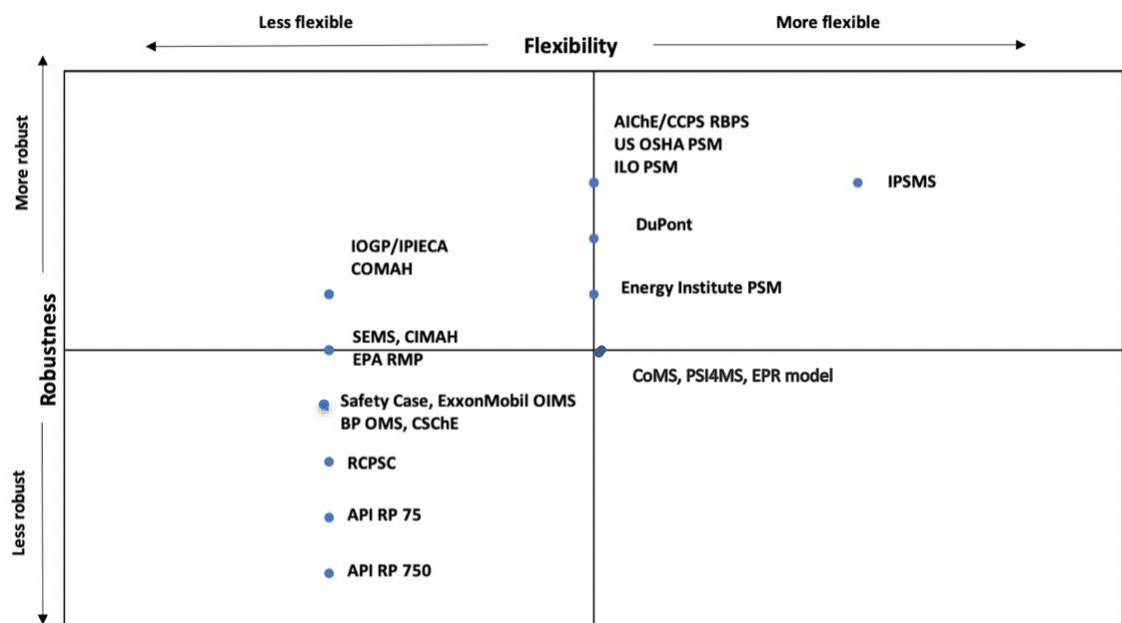 Less flexible
More flexible
Flexibility
More robust
Robustness
Less robust
AIChE/CCPS RBPS
US OSHA PSM
ILO PSM
IPSMS
DuPont
IOGP/IPIECA
COMAH
Energy Institute PSM
SEMS, CIMAH
EPA RMP
CoMS, PSI4MS, EPR model
Safety Case, ExxonMobil OIMS
BP OMS, CSChE
RCPSC
API RP 75
API RP 750